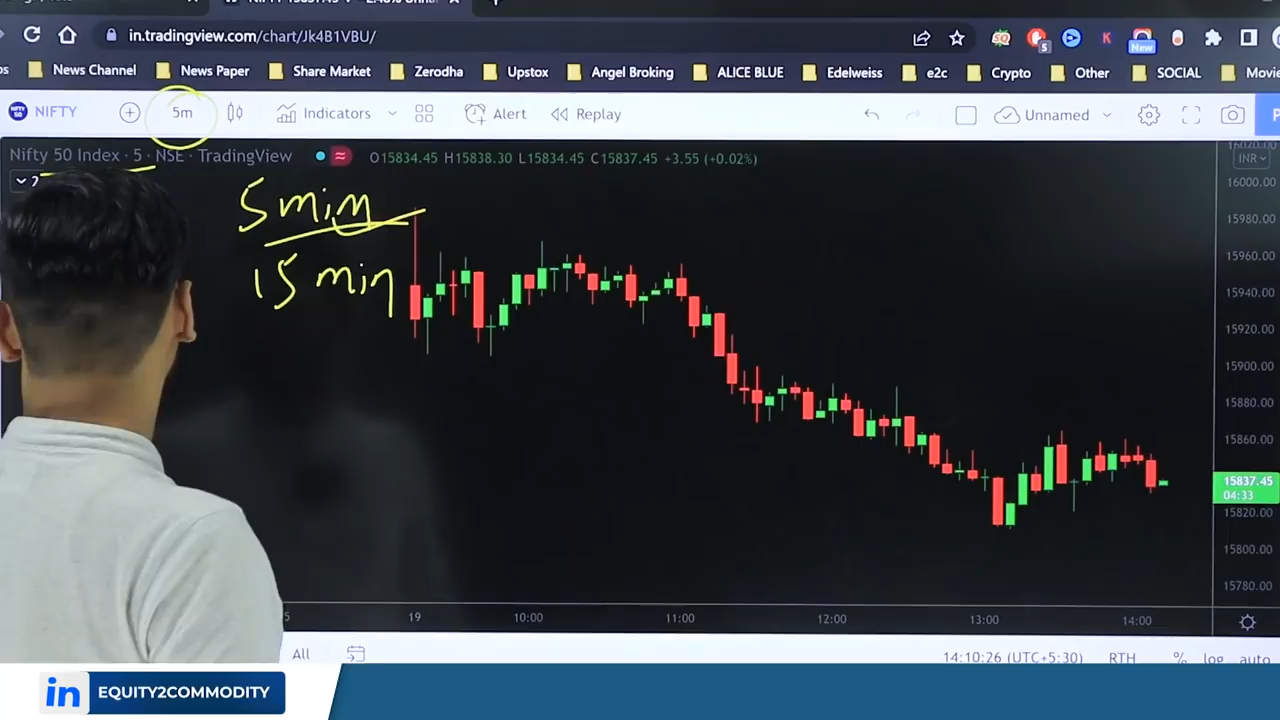 in.tradingview.com/chart/Jk4B1VBU/
5
New
News Channel News Paper Share Market Zerodha Upstox Angel Broking ALICE BLUE Edelweiss e2c Crypto Other SOCIAL Movie
NIFTY 5m Indicators Alert Replay Unnamed
Nifty 50 Index · 5 · NSE · TradingView O15834.45 H15838.30 L15834.45 C15837.45 +3.55 (+0.02%)
INR
2
5 min
15 min
16000.00
15980.00
15960.00
15940.00
15920.00
15900.00
15880.00
15860.00
15837.45
04:33
15820.00
15800.00
15780.00
19 10:00 11:00 12:00 13:00 14:00
All 14:10:26 (UTC+5:30) RTH % log auto
in EQUITY2COMMODITY